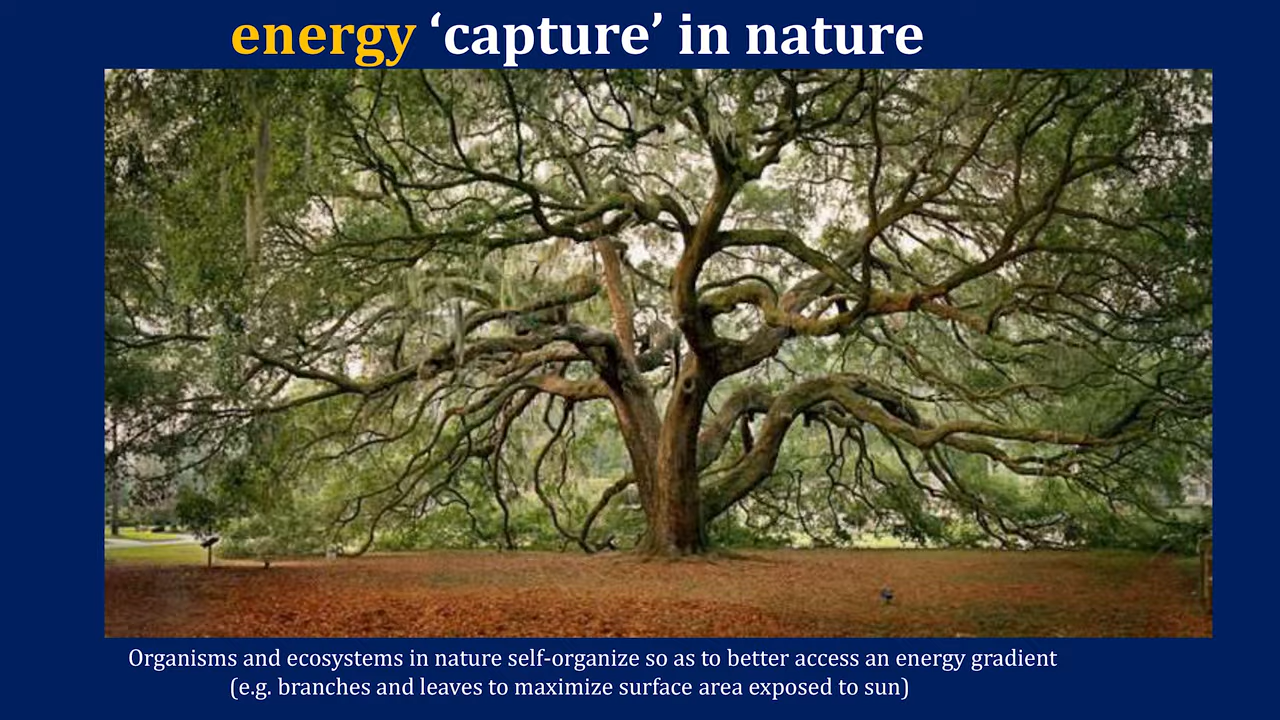 energy ‘capture’ in nature
Organisms and ecosystems in nature self-organize so as to better access an energy gradient
(e.g. branches and leaves to maximize surface area exposed to sun)